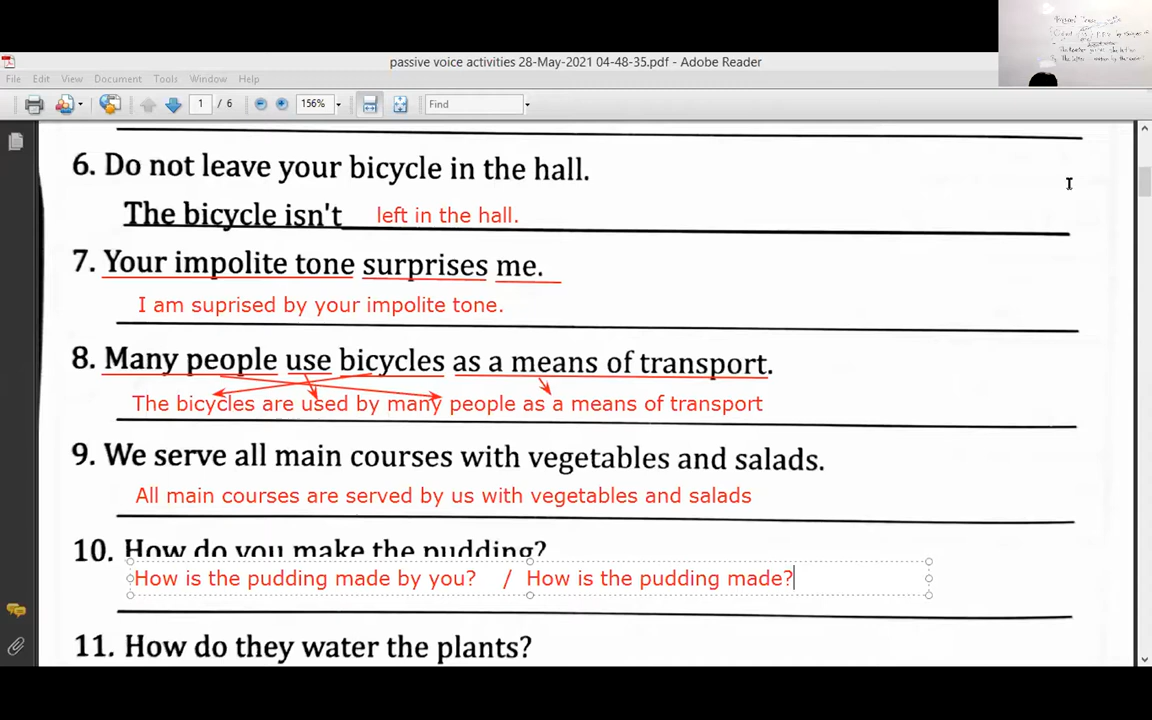 passive voice activities 28-May-2021 04-48-35.pdf - Adobe Reader
File Edit View Document Tools Window Help
1 / 6 156% Find
6. Do not leave your bicycle in the hall.
The bicycle isn't left in the hall.
7. Your impolite tone surprises me.
I am suprised by your impolite tone.
8. Many people use bicycles as a means of transport.
The bicycles are used by many people as a means of transport
9. We serve all main courses with vegetables and salads.
All main courses are served by us with vegetables and salads
10. How do you make the pudding?
How is the pudding made by you? / How is the pudding made?
11. How do they water the plants?